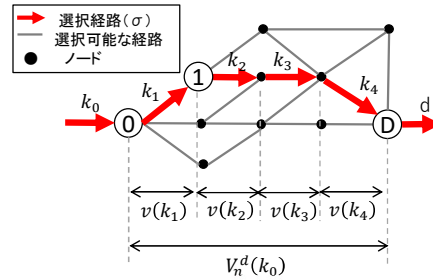 選択経路(σ)
選択可能な経路
ノード
k₀
k₁
k₂
k₃
k₄
d
0
1
D
v(k₁) v(k₂) v(k₃) v(k₄)
Vₙᵈ(k₀)